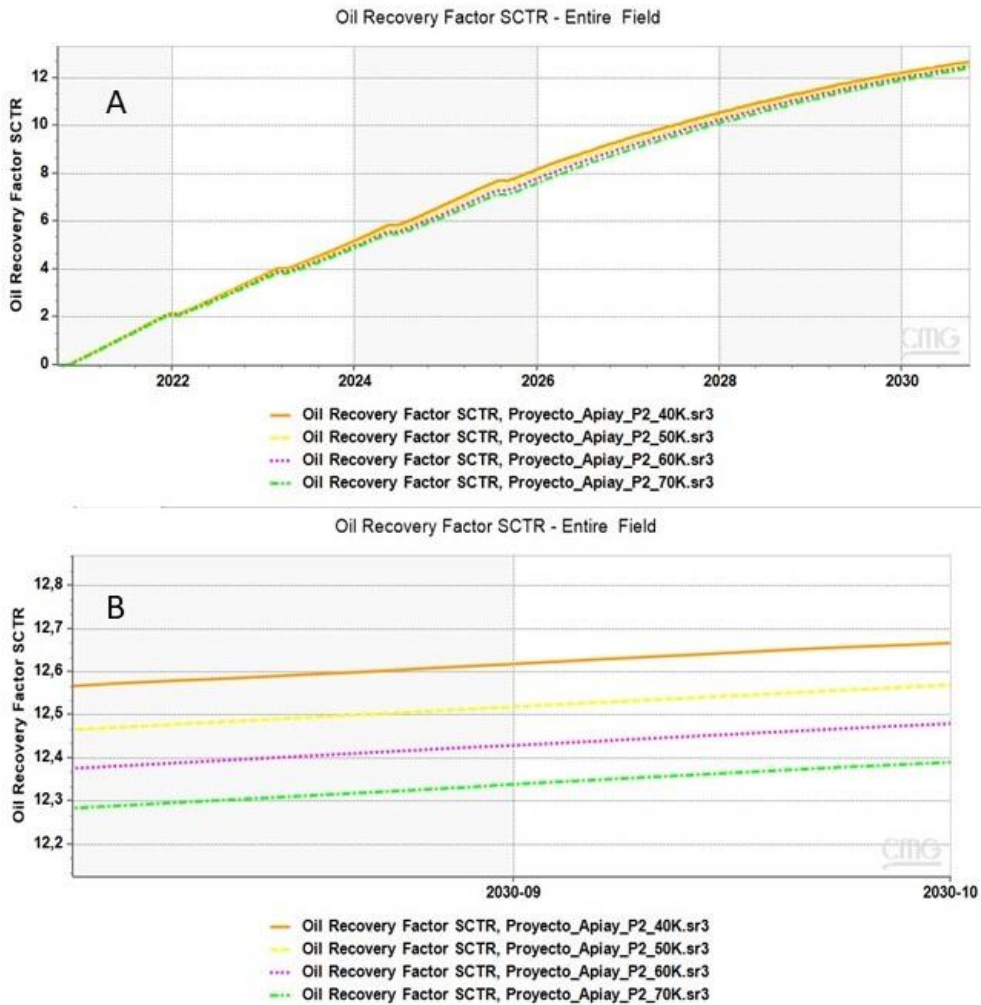 Oil Recovery Factor SCTR - Entire Field
A
Oil Recovery Factor SCTR
12
10
8
6
4
2
0
2022
2024
2026
2028
2030
CMG
Oil Recovery Factor SCTR, Proyecto_Apiay_P2_40K.sr3
Oil Recovery Factor SCTR, Proyecto_Apiay_P2_50K.sr3
Oil Recovery Factor SCTR, Proyecto_Apiay_P2_60K.sr3
Oil Recovery Factor SCTR, Proyecto_Apiay_P2_70K.sr3
Oil Recovery Factor SCTR - Entire Field
B
Oil Recovery Factor SCTR
12,8
12,7
12,6
12,5
12,4
12,3
12,2
2030-09
2030-10
CMG
Oil Recovery Factor SCTR, Proyecto_Apiay_P2_40K.sr3
Oil Recovery Factor SCTR, Proyecto_Apiay_P2_50K.sr3
Oil Recovery Factor SCTR, Proyecto_Apiay_P2_60K.sr3
Oil Recovery Factor SCTR, Proyecto_Apiay_P2_70K.sr3